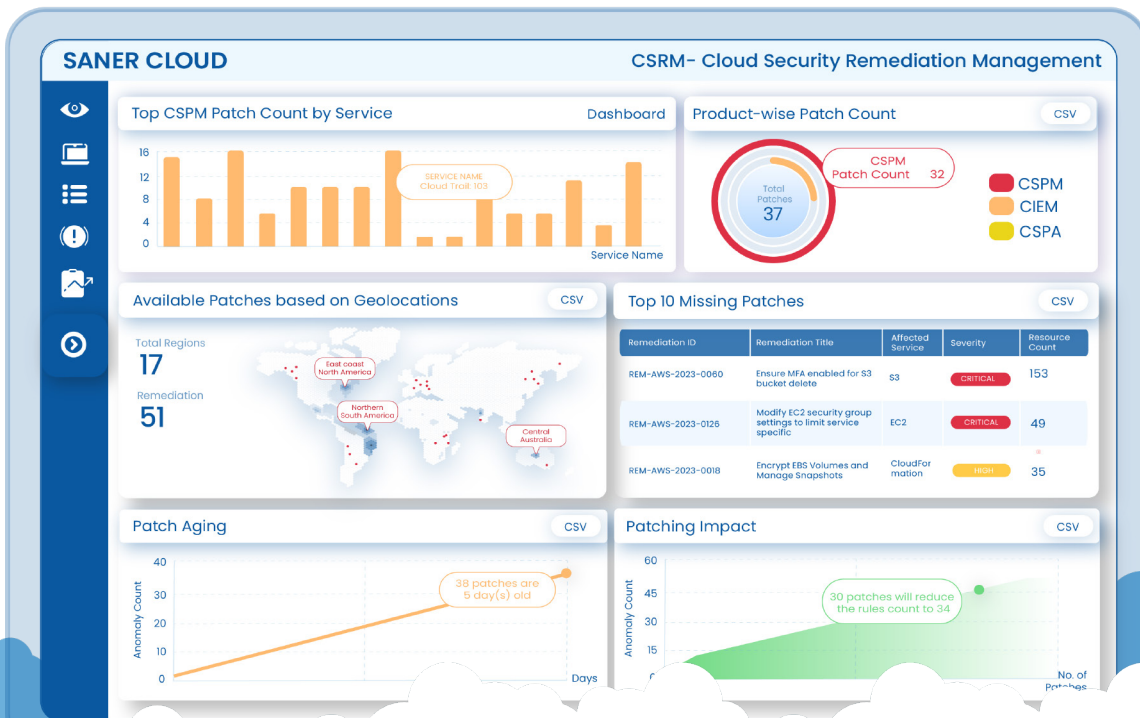 SANER CLOUD
CSRM- Cloud Security Remediation Management
Top CSPM Patch Count by Service
Dashboard
16
12
8
4
0
SERVICE NAME
Cloud Trail: 103
Service Name
Product-wise Patch Count
CSV
Total
Patches
37
CSPM
Patch Count 32
CSPM
CIEM
CSPA
Available Patches based on Geolocations
CSV
Total Regions
17
Remediation
51
East coast
North America
Northern
South America
Central
Australia
Top 10 Missing Patches
CSV
Remediation ID
Remediation Title
Affected
Service
Severity
Resource
Count
REM-AWS-2023-0060
Ensure MFA enabled for S3
bucket delete
S3
CRITICAL
153
REM-AWS-2023-0126
Modify EC2 security group
settings to limit service
specific
EC2
CRITICAL
49
REM-AWS-2023-0018
Encrypt EBS Volumes and
Manage Snapshots
CloudFor
mation
HIGH
35
Patch Aging
CSV
Anomaly Count
40
30
20
10
0
38 patches are
5 day(s) old
Days
Patching Impact
CSV
Anomaly Count
60
45
30
15
0
30 patches will reduce
the rules count to 34
No. of
Patches